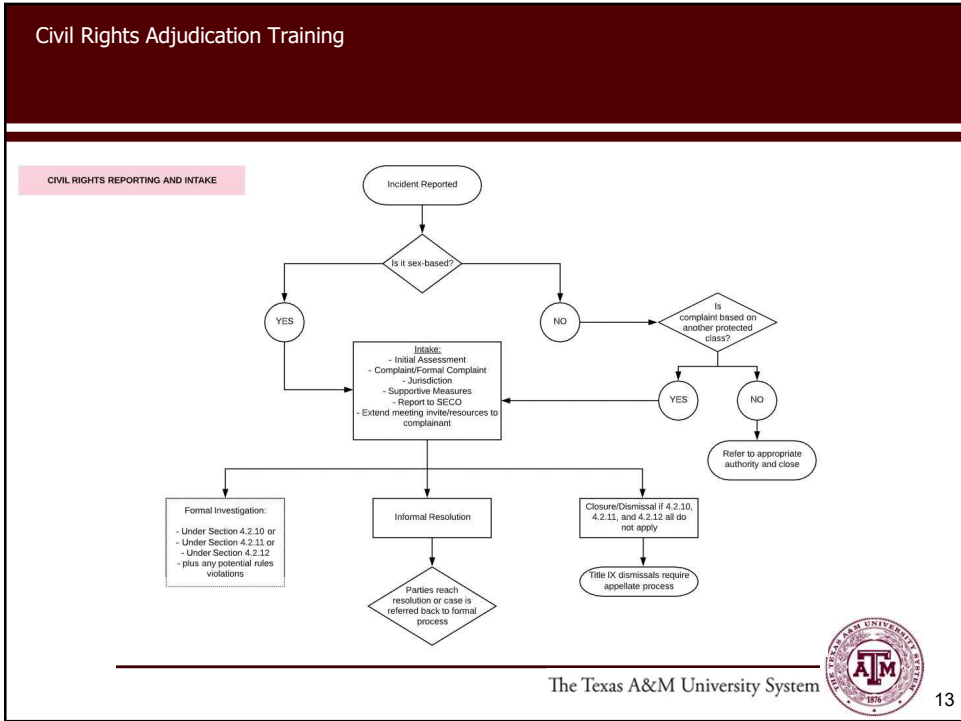 Civil Rights Adjudication Training
CIVIL RIGHTS REPORTING AND INTAKE
Incident Reported
Is it sex-based?
YES
NO
Is
complaint based on
another protected
class?
Intake:
- Initial Assessment
- Complaint/Formal Complaint
- Jurisdiction
- Supportive Measures
- Report to SECO
- Extend meeting invite/resources to
complainant
YES
NO
Refer to appropriate
authority and close
Formal Investigation:
- Under Section 4.2.10 or
- Under Section 4.2.11 or
- Under Section 4.2.12
- plus any potential rules
violations
Informal Resolution
Closure/Dismissal if 4.2.10,
4.2.11, and 4.2.12 all do
not apply
Parties reach
resolution or case is
referred back to formal
process
Title IX dismissals require
appellate process
The Texas A&M University System
THE TEXAS A&M UNIVERSITY SYSTEM
ATM
1876
13